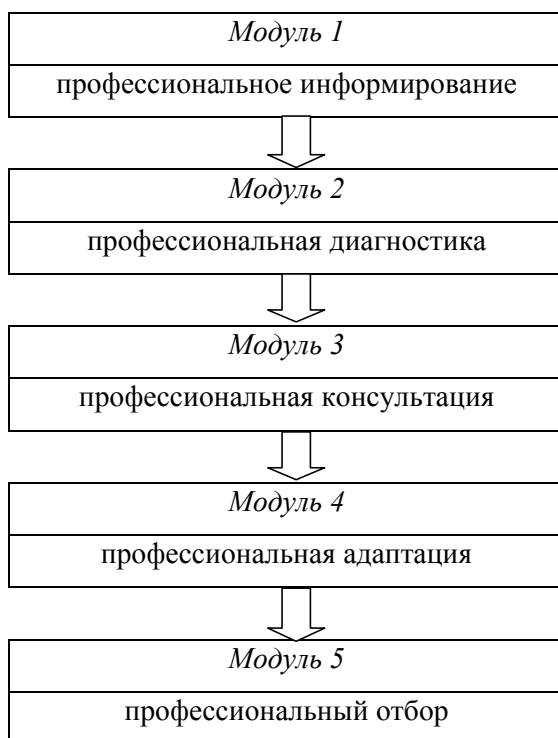 Модуль 1
профессиональное информирование
Модуль 2
профессиональная диагностика
Модуль 3
профессиональная консультация
Модуль 4
профессиональная адаптация
Модуль 5
профессиональный отбор